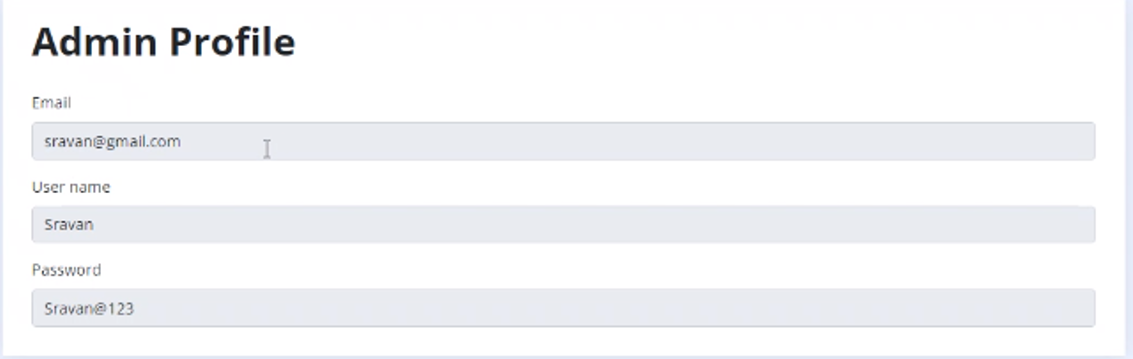 Admin Profile
Email
sravan@gmail.com
User name
Sravan
Password
Sravan@123